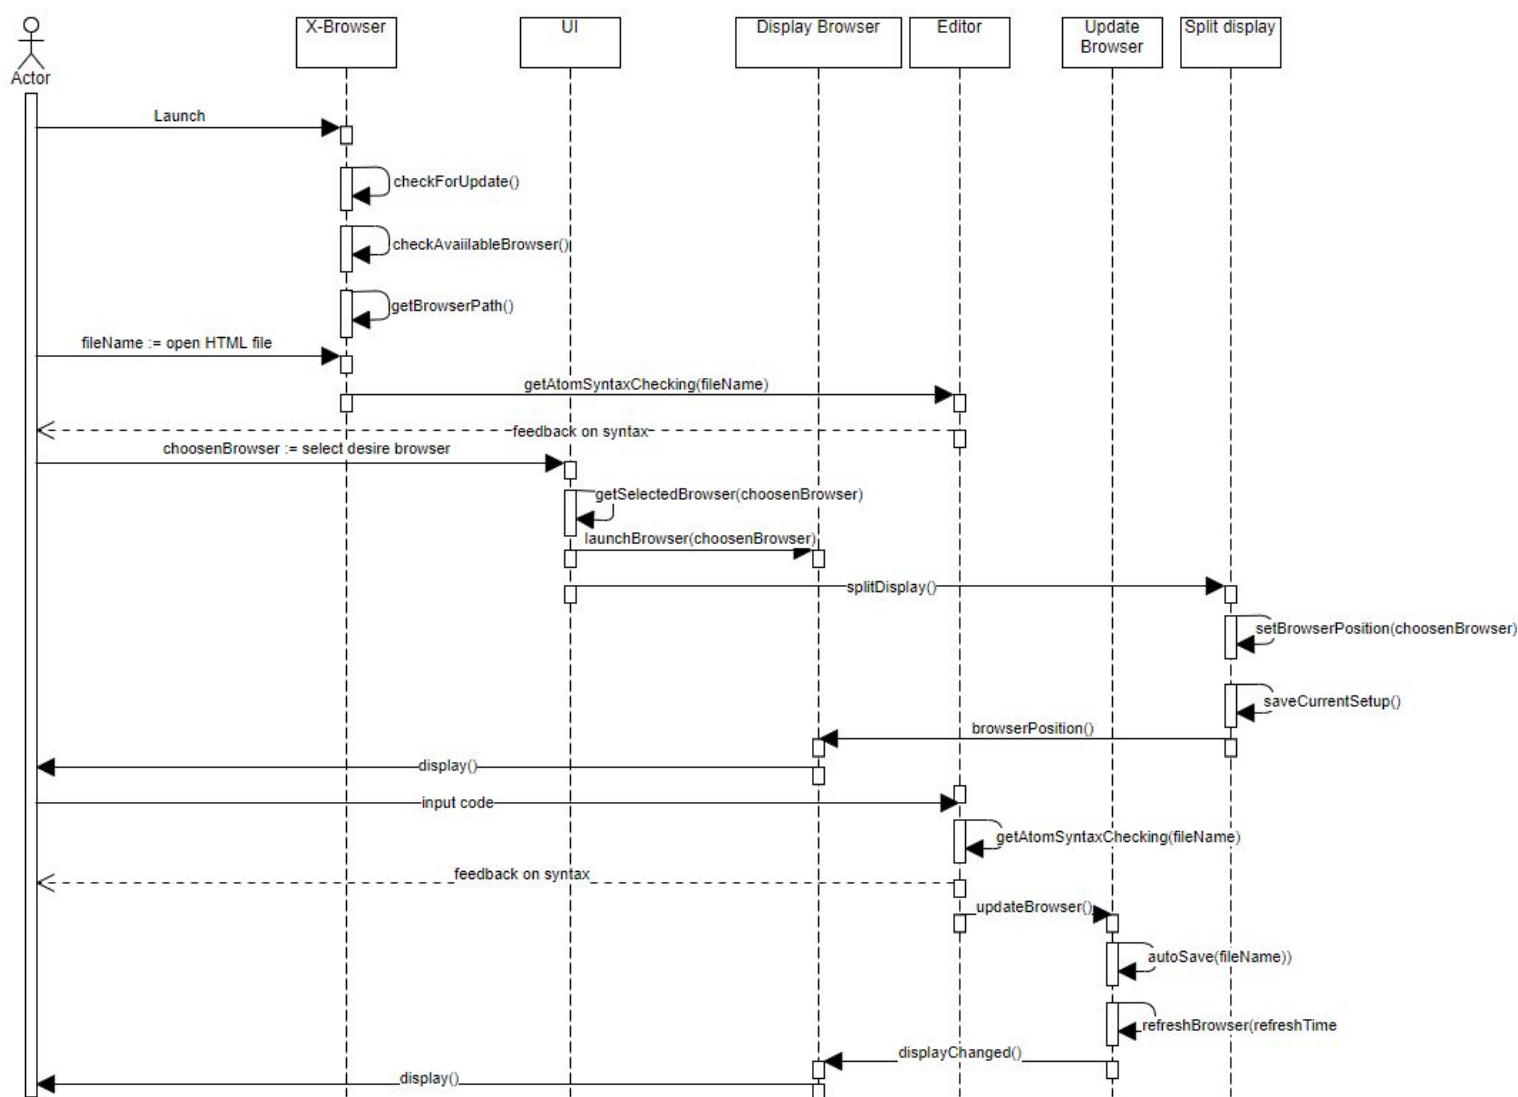 X-Browser
UI
Display Browser
Editor
Update
Browser
Split display
Actor
Launch
checkForUpdate()
checkAvaiilableBrowser()
getBrowserPath()
fileName := open HTML file
getAtomSyntaxChecking(fileName)
feedback on syntax
choosenBrowser := select desire browser
getSelectedBrowser(choosenBrowser)
launchBrowser(choosenBrowser)
splitDisplay()
setBrowserPosition(choosenBrowser)
saveCurrentSetup()
browserPosition()
display()
input code
getAtomSyntaxChecking(fileName)
feedback on syntax
updateBrowser()
autoSave(fileName))
refreshBrowser(refreshTime
displayChanged()
display()